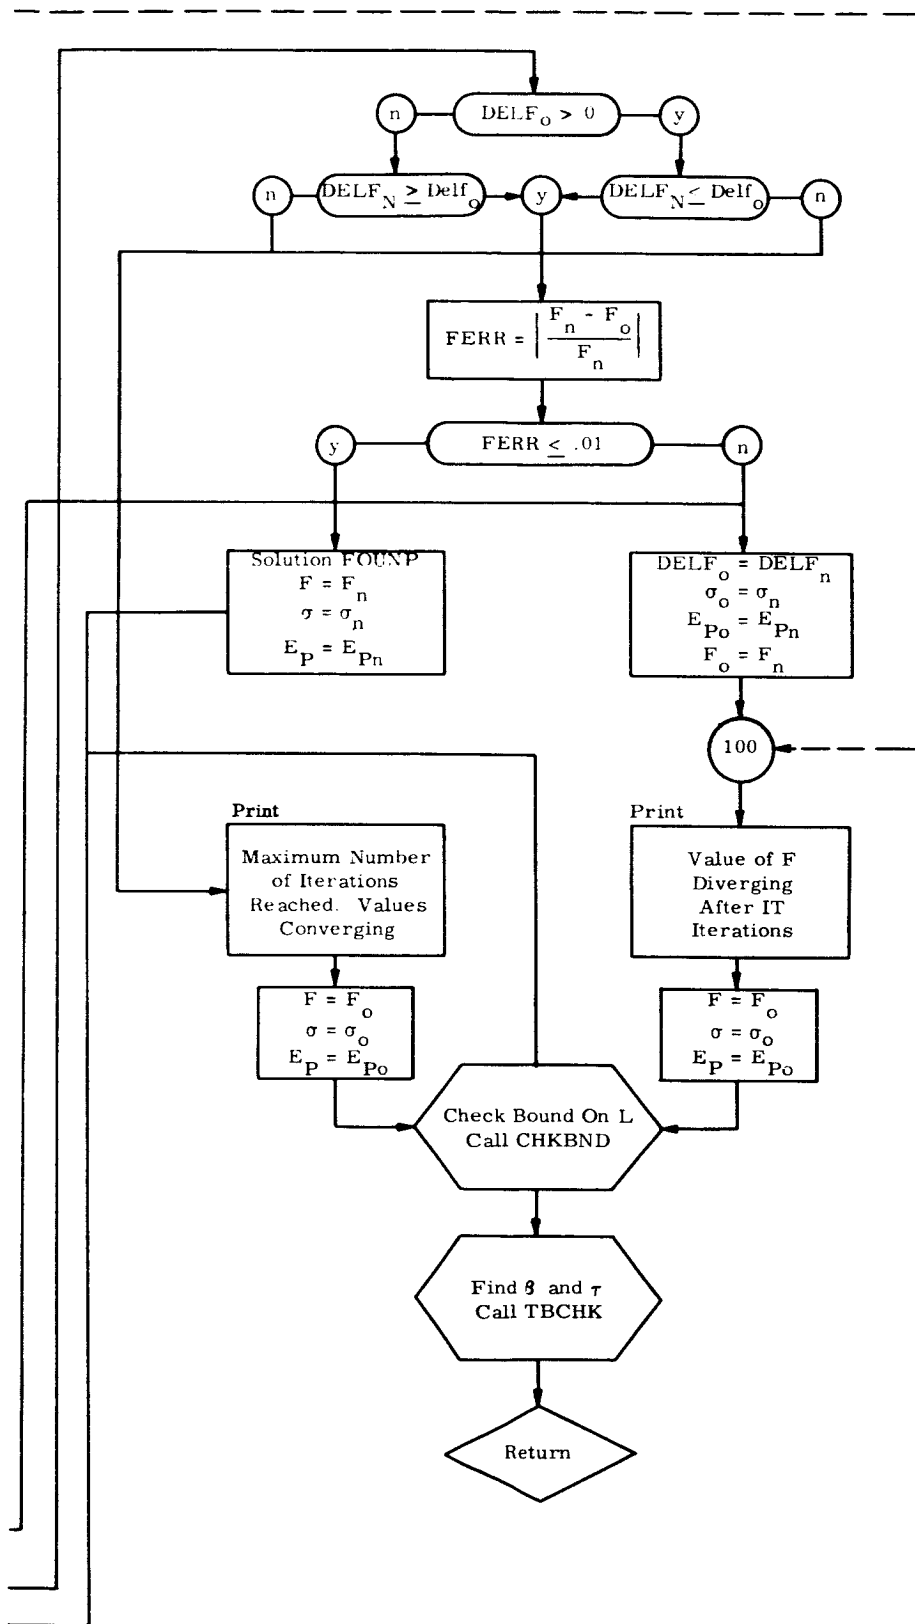 n
DELF_o > 0
y
n
DELF_N ≥ Delf_o
y
DELF_N ≤ Delf_o
n
FERR = | (F_n - F_o) / F_n |
y
FERR ≤ .01
n
Solution FOUNP
F = F_n
σ = σ_n
E_P = E_Pn
DELF_o = DELF_n
σ_o = σ_n
E_Po = E_Pn
F_o = F_n
100
Print
Maximum Number
of Iterations
Reached. Values
Converging
Print
Value of F
Diverging
After IT
Iterations
F = F_o
σ = σ_o
E_P = E_Po
F = F_o
σ = σ_o
E_P = E_Po
Check Bound On L
Call CHKBND
Find β and τ
Call TBCHK
Return